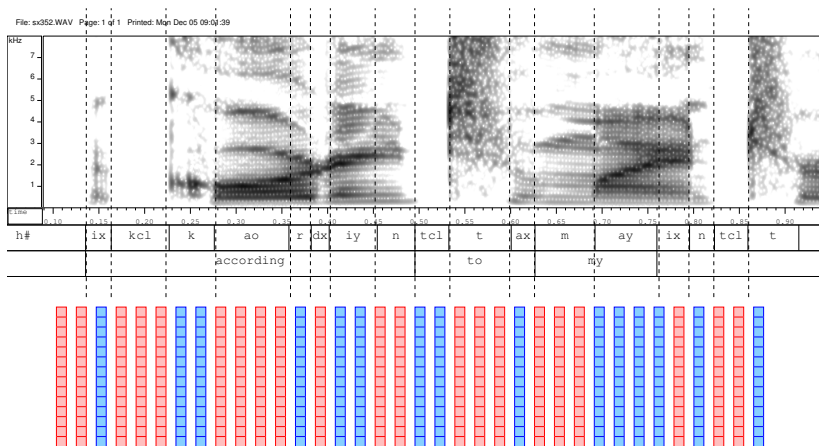 File: sx352.WAV Page: 1 of 1 Printed: Mon Dec 05 09:01:39
kHz
7
6
5
4
3
2
1
time
0.10 0.15 0.20 0.25 0.30 0.35 0.40 0.45 0.50 0.55 0.60 0.65 0.70 0.75 0.80 0.85 0.90
h# ix kcl k ao r dx iy n tcl t ax m ay ix n tcl t
according to my